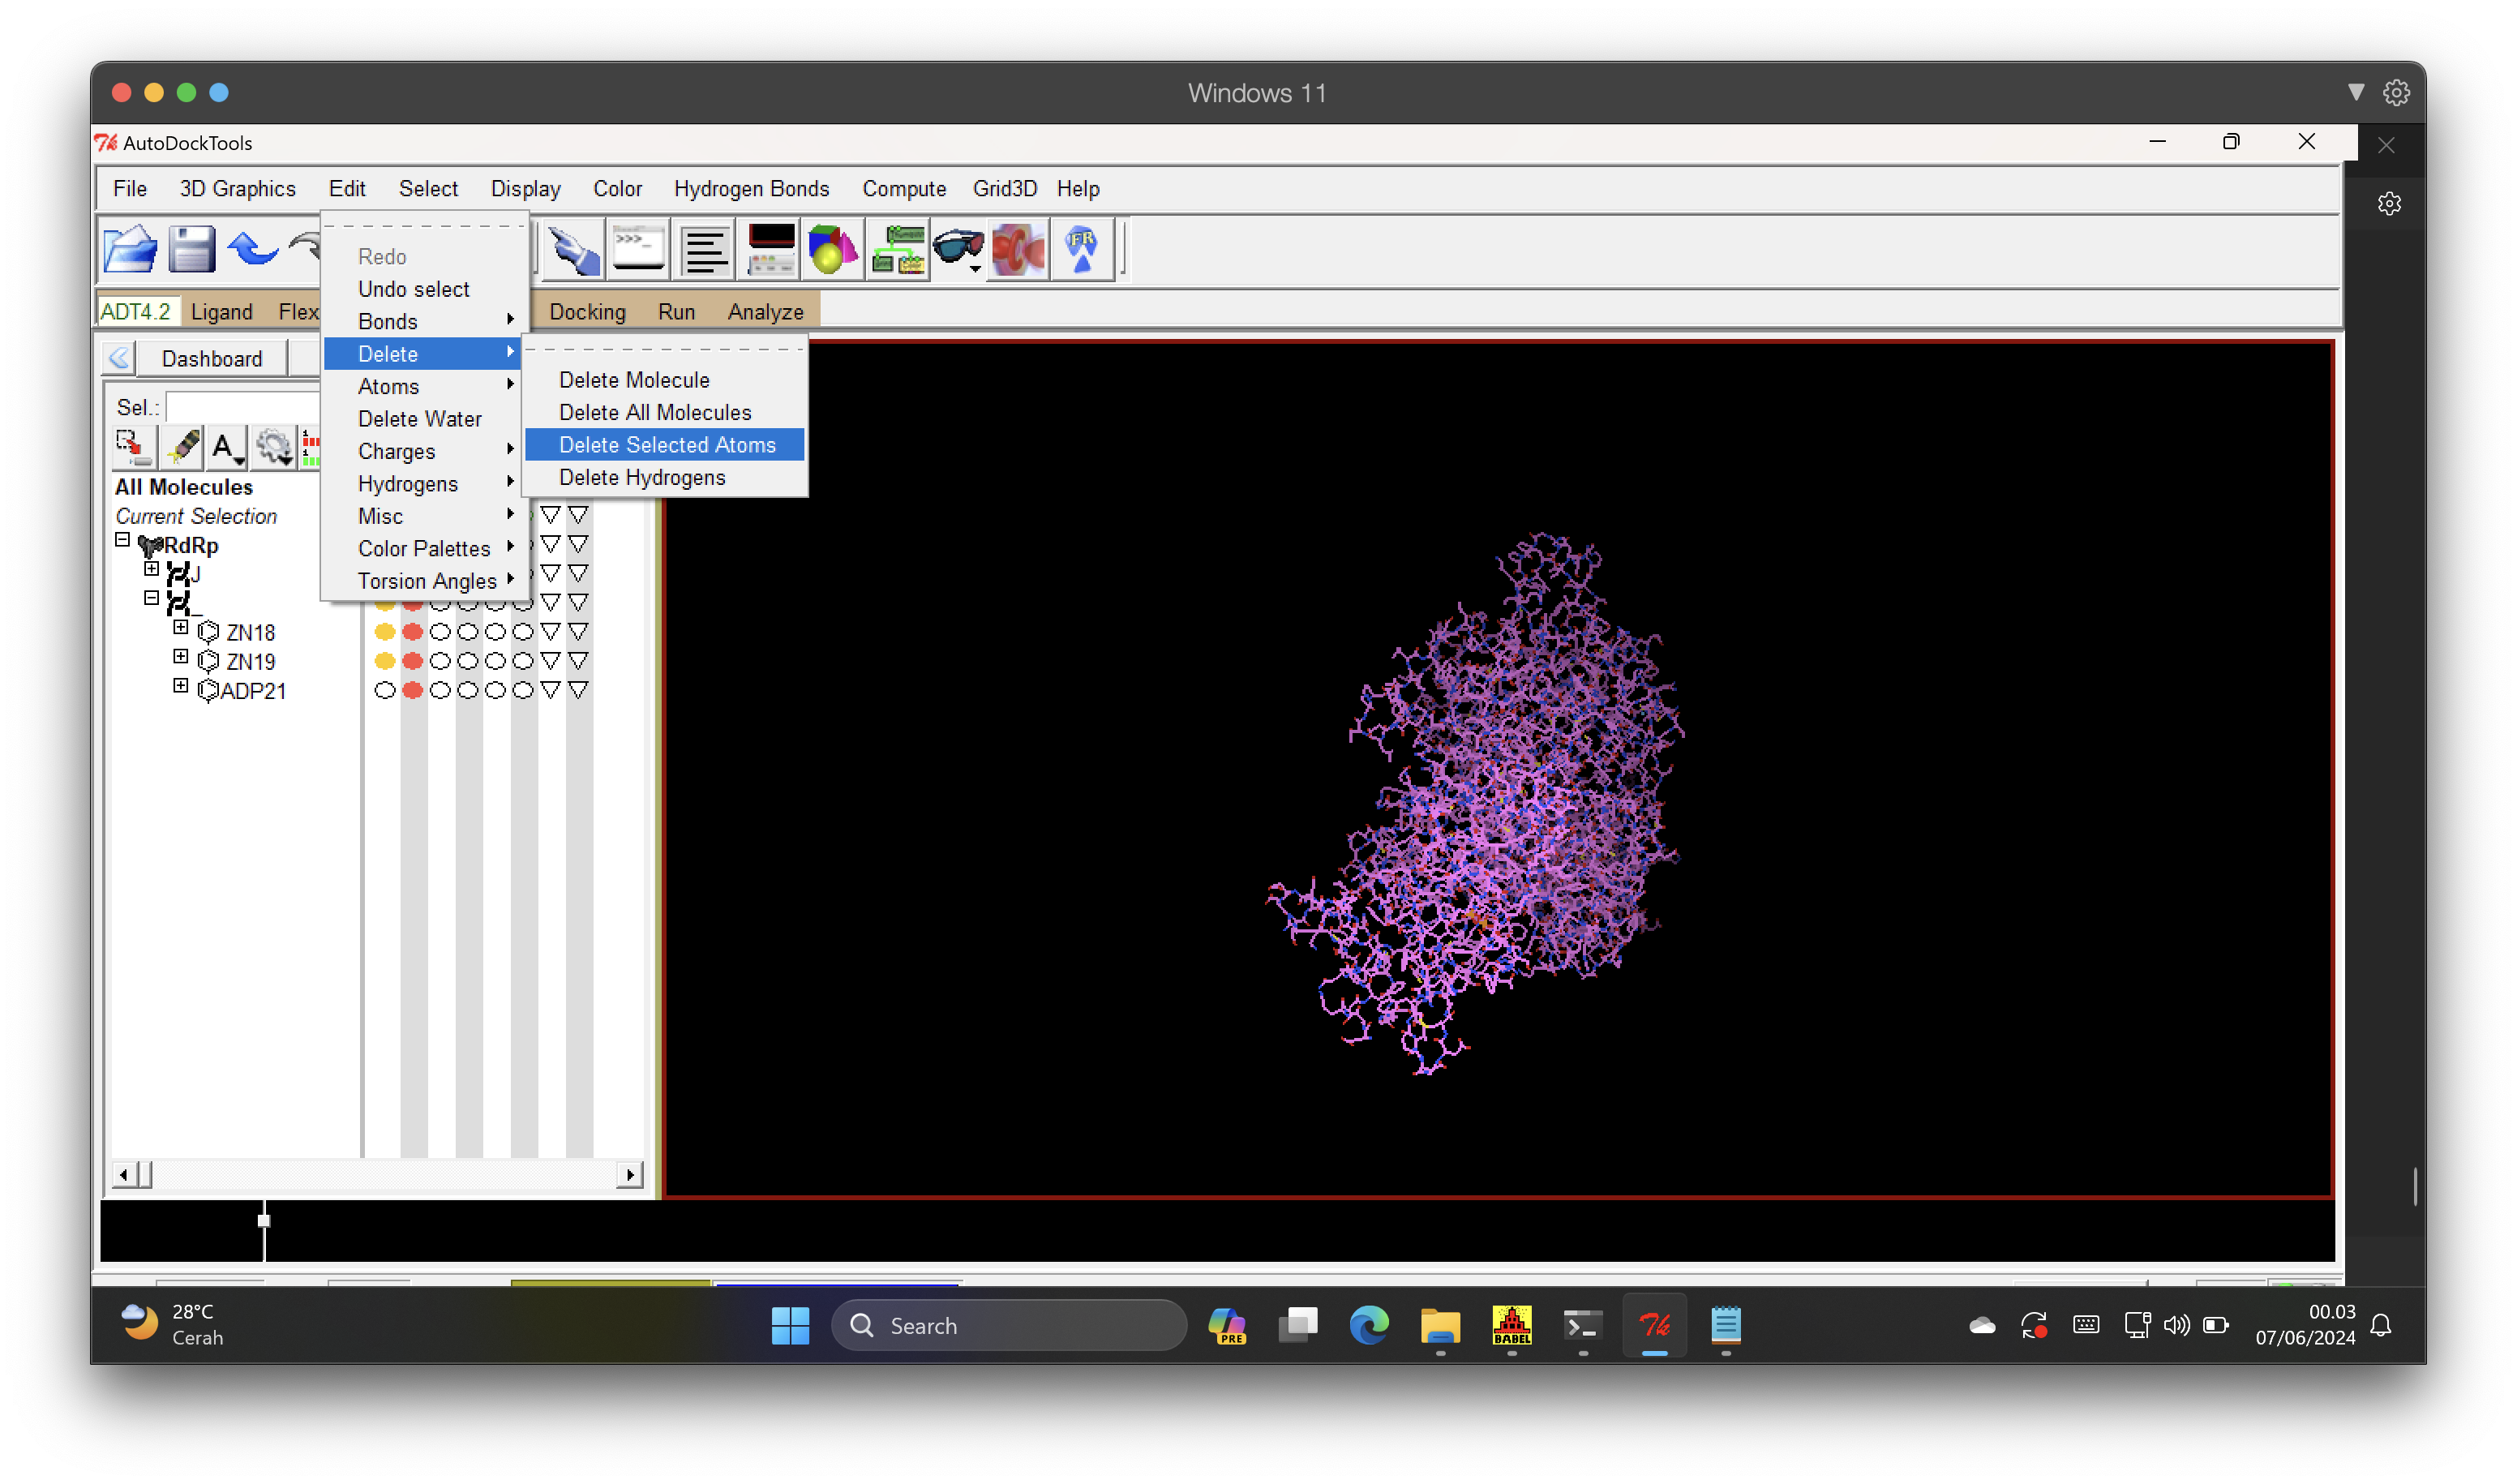 Windows 11
AutoDockTools
File 3D Graphics Edit Select Display Color Hydrogen Bonds Compute Grid3D Help
>>>_
FR
ADT4.2 Ligand Flex Docking Run Analyze
Redo
Undo select
Bonds
Delete
Atoms
Delete Water
Charges
Hydrogens
Misc
Color Palettes
Torsion Angles
Delete Molecule
Delete All Molecules
Delete Selected Atoms
Delete Hydrogens
Dashboard
Sel.:
A
All Molecules
Current Selection
RdRp
J
_
ZN18
ZN19
ADP21
28°C
Cerah
Search
PRE
BABEL
00.03
07/06/2024